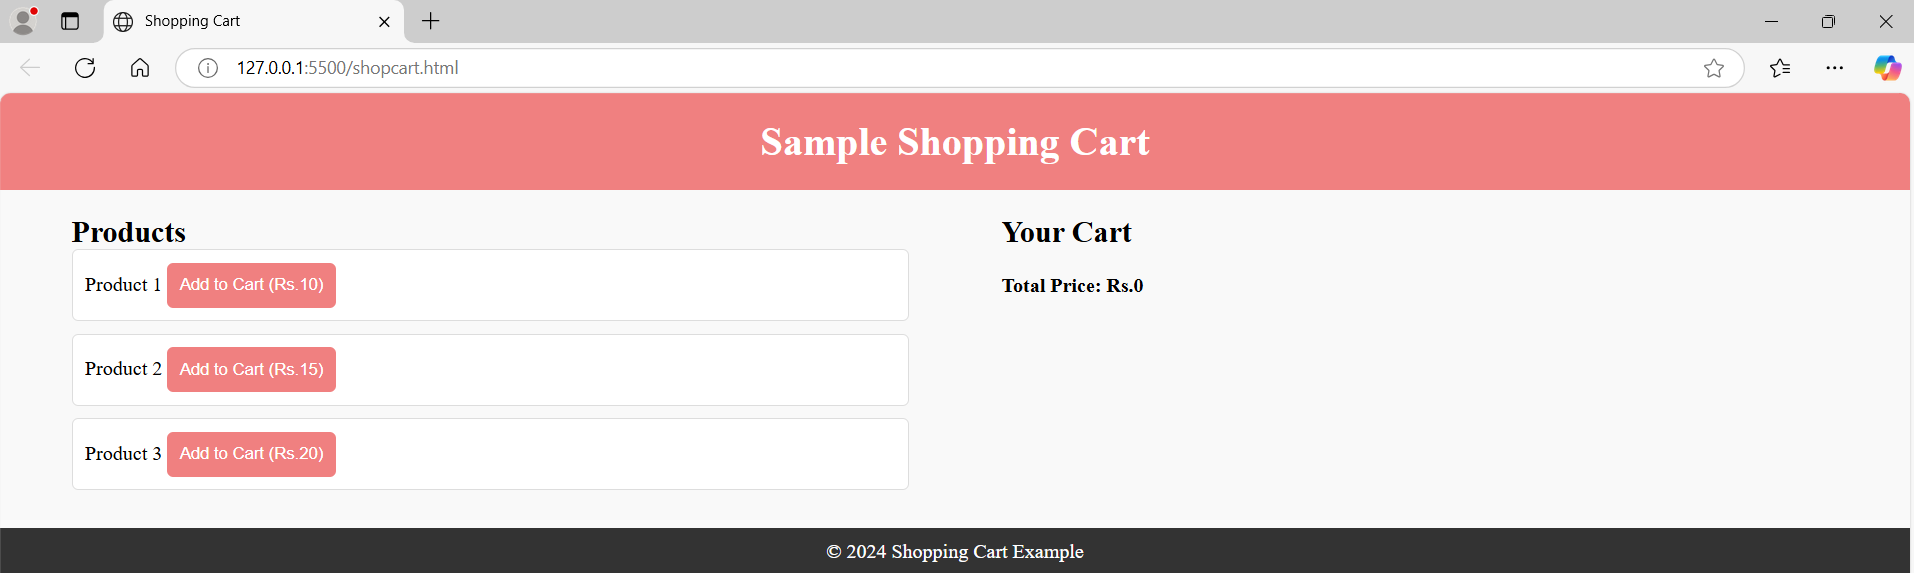 Shopping Cart
127.0.0.1:5500/shopcart.html
Sample Shopping Cart
Products
Product 1 Add to Cart (Rs.10)
Product 2 Add to Cart (Rs.15)
Product 3 Add to Cart (Rs.20)
Your Cart
Total Price: Rs.0
© 2024 Shopping Cart Example